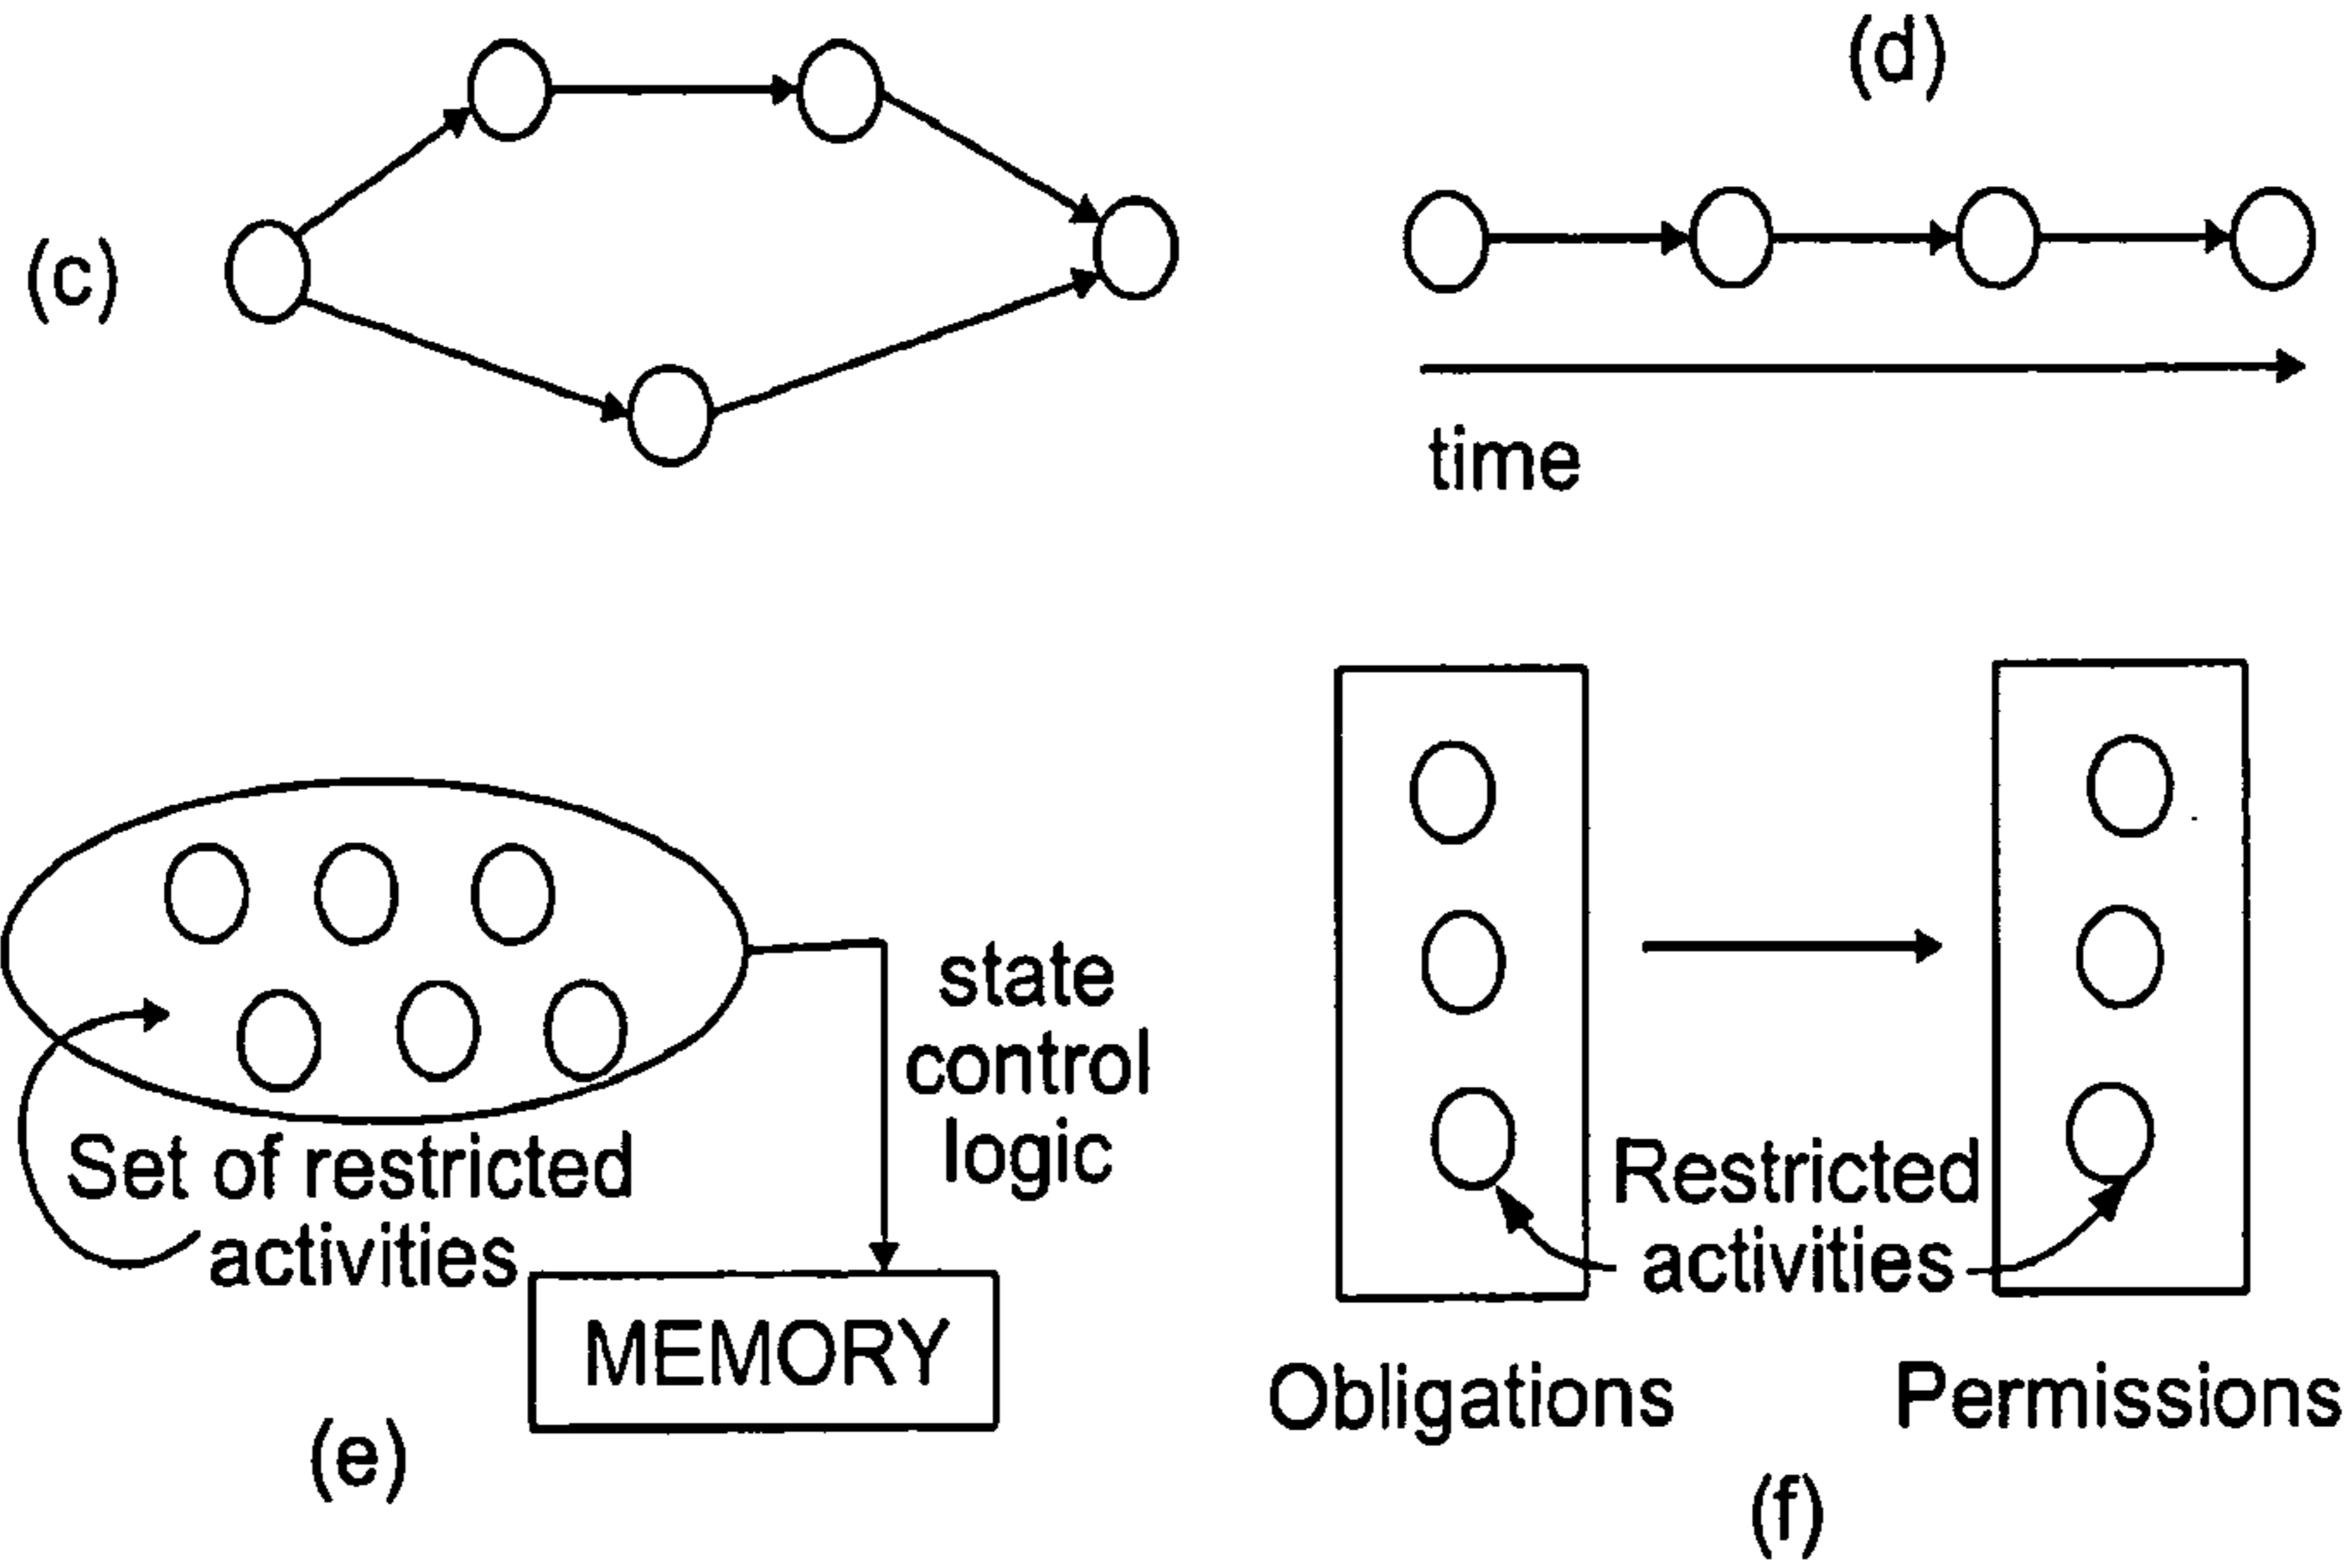 (c)
(d)
time
Set of restricted
activities
state
control
logic
MEMORY
(e)
Restricted
activities
Obligations
Permissions
(f)